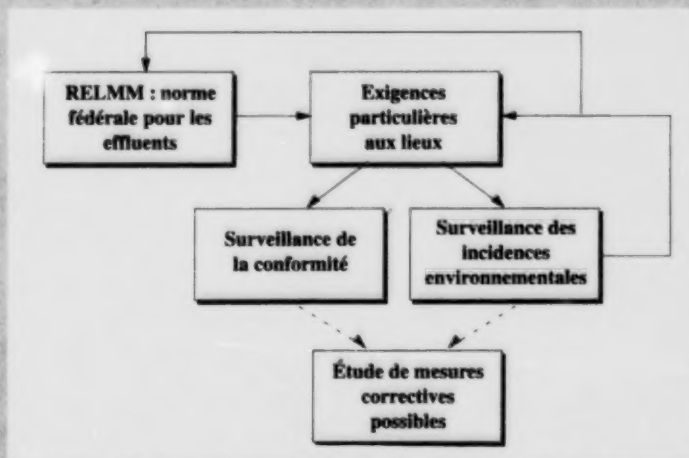 RELMM : norme
fédérale pour les
effluents
Exigences
particulières
aux lieux
Surveillance de
la conformité
Surveillance des
incidences
environnementales
Étude de mesures
correctives
possibles